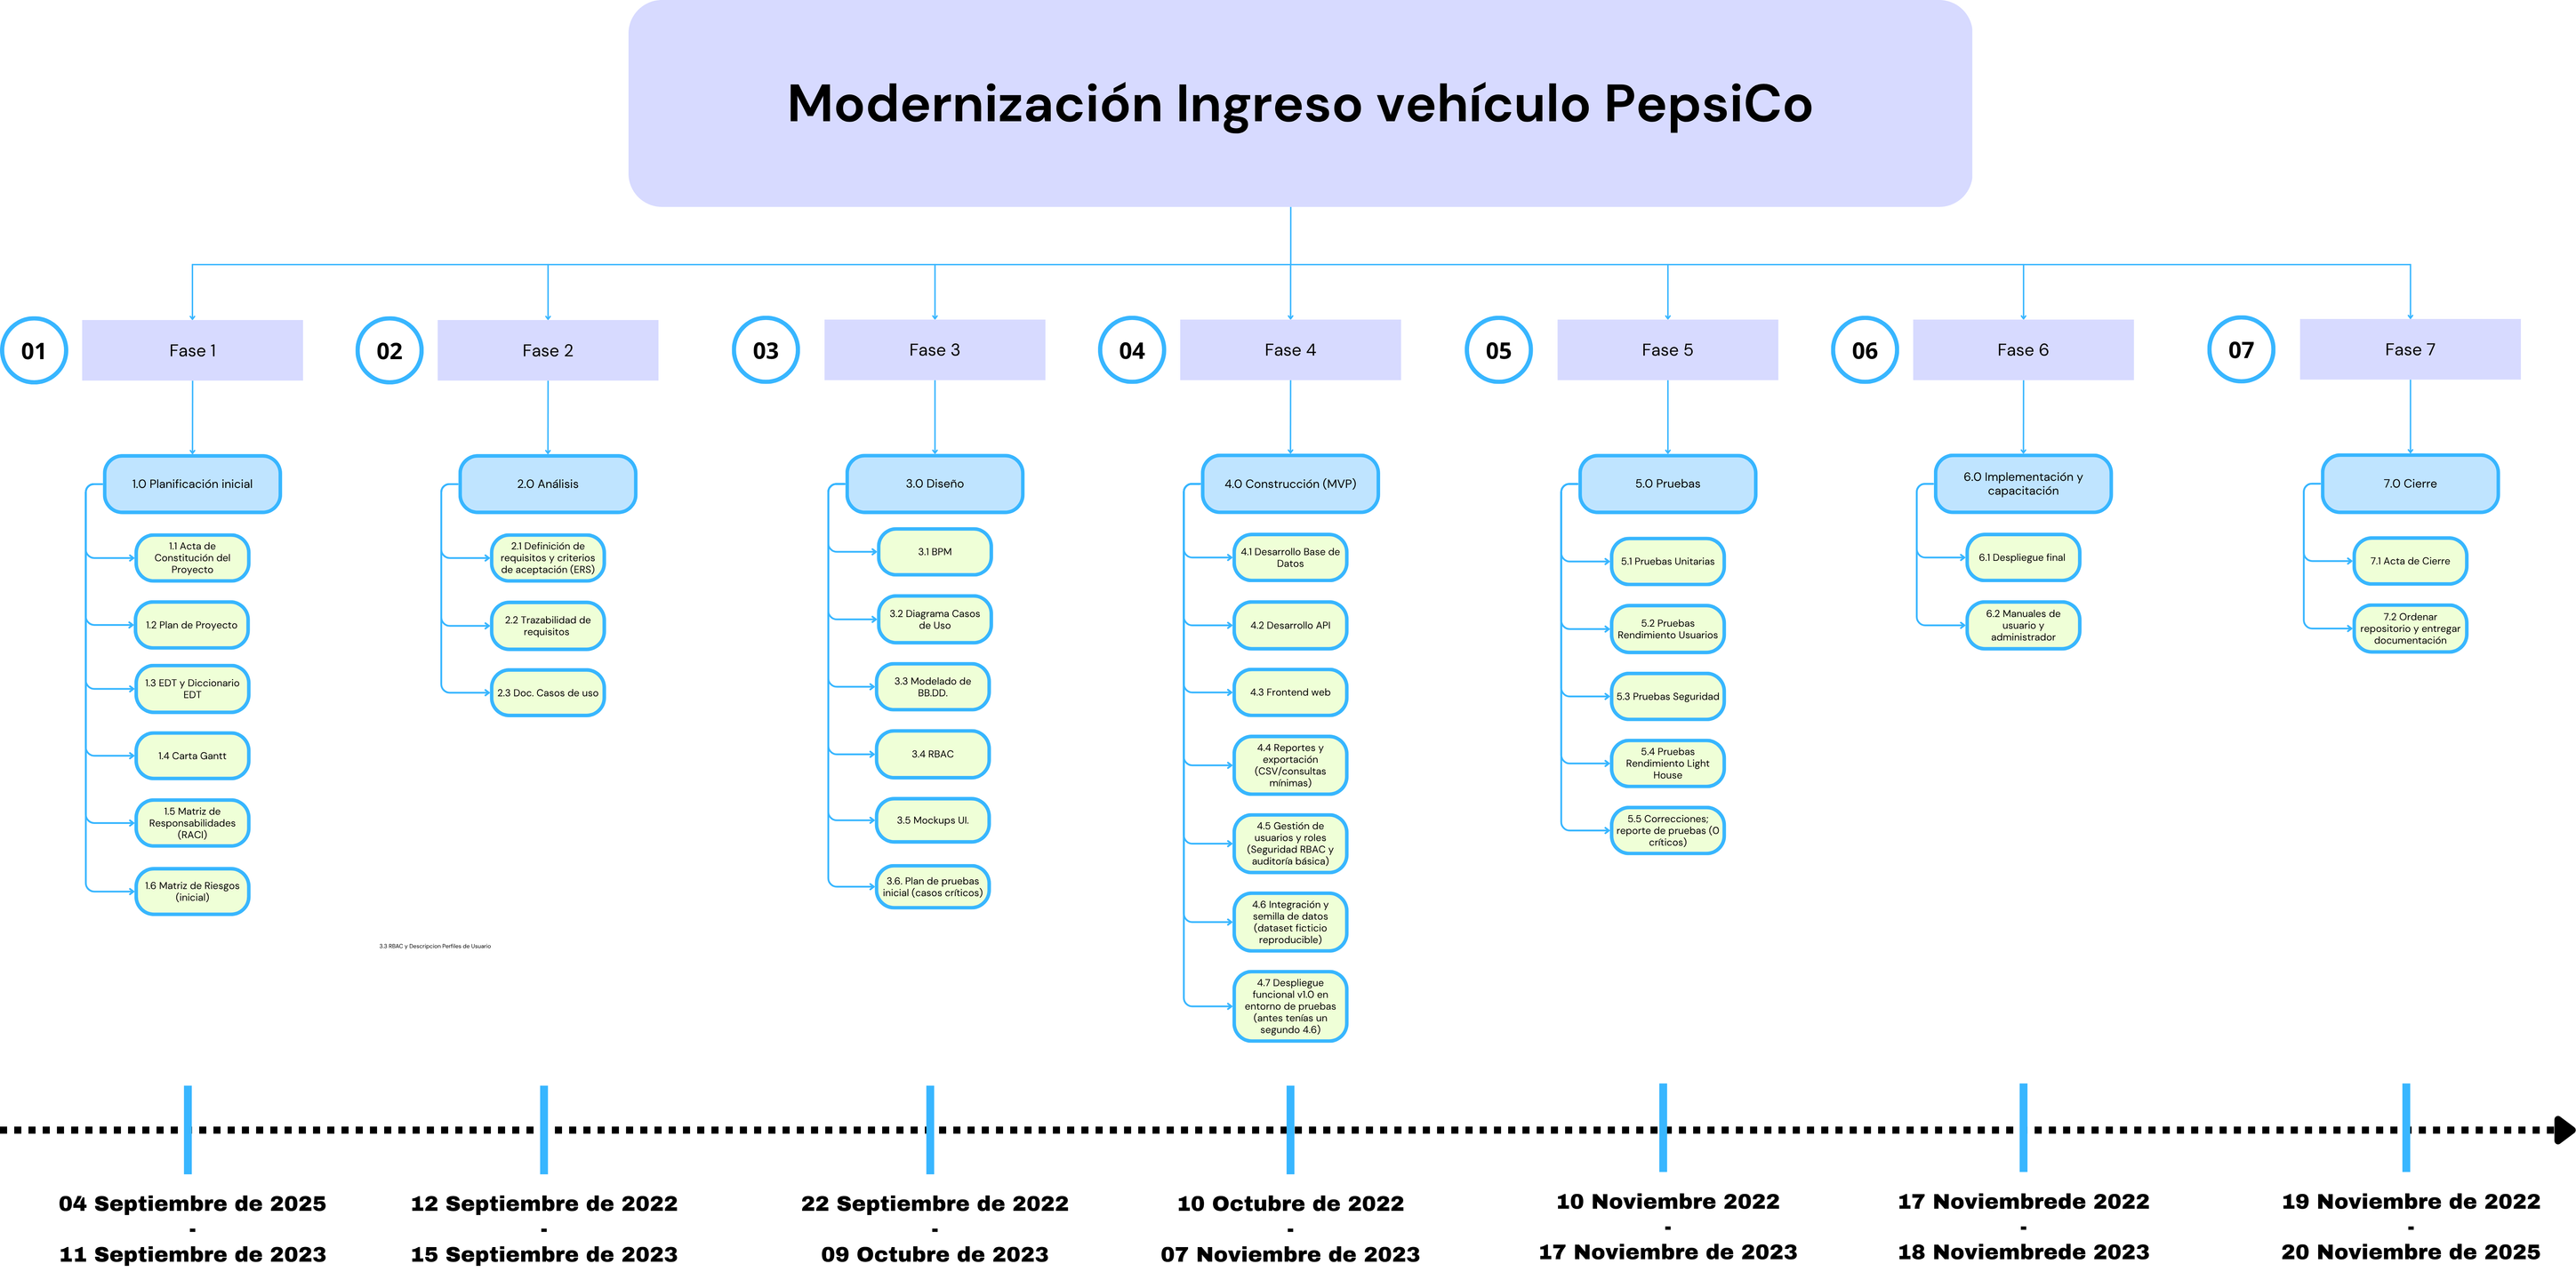 Modernización Ingreso vehículo PepsiCo
01
Fase 1
02
Fase 2
03
Fase 3
04
Fase 4
05
Fase 5
06
Fase 6
07
Fase 7
1.0 Planificación inicial
1.1 Acta de
Constitución del
Proyecto
1.2 Plan de Proyecto
1.3 EDT y Diccionario
EDT
1.4 Carta Gantt
1.5 Matriz de
Responsabilidades
(RACI)
1.6 Matriz de Riesgos
(inicial)
2.0 Análisis
2.1 Definición de
requisitos y criterios
de aceptación (ERS)
2.2 Trazabilidad de
requisitos
2.3 Doc. Casos de uso
3.3 RBAC y Descripcion Perfiles de Usuario
3.0 Diseño
3.1 BPM
3.2 Diagrama Casos
de Uso
3.3 Modelado de
BB.DD.
3.4 RBAC
3.5 Mockups UI.
3.6. Plan de pruebas
inicial (casos críticos)
4.0 Construcción (MVP)
4.1 Desarrollo Base de
Datos
4.2 Desarrollo API
4.3 Frontend web
4.4 Reportes y
exportación
(CSV/consultas
mínimas)
4.5 Gestión de
usuarios y roles
(Seguridad RBAC y
auditoría básica)
4.6 Integración y
semilla de datos
(dataset ficticio
reproducible)
4.7 Despliegue
funcional v1.0 en
entorno de pruebas
(antes tenías un
segundo 4.6)
5.0 Pruebas
5.1 Pruebas Unitarias
5.2 Pruebas
Rendimiento Usuarios
5.3 Pruebas Seguridad
5.4 Pruebas
Rendimiento Light
House
5.5 Correcciones;
reporte de pruebas (0
críticos)
6.0 Implementación y
capacitación
6.1 Despliegue final
6.2 Manuales de
usuario y
administrador
7.0 Cierre
7.1 Acta de Cierre
7.2 Ordenar
repositorio y entregar
documentación
04 Septiembre de 2025
-
11 Septiembre de 2023
12 Septiembre de 2022
-
15 Septiembre de 2023
22 Septiembre de 2022
-
09 Octubre de 2023
10 Octubre de 2022
-
07 Noviembre de 2023
10 Noviembre 2022
-
17 Noviembre de 2023
17 Noviembrede 2022
-
18 Noviembrede 2023
19 Noviembre de 2022
-
20 Noviembre de 2025